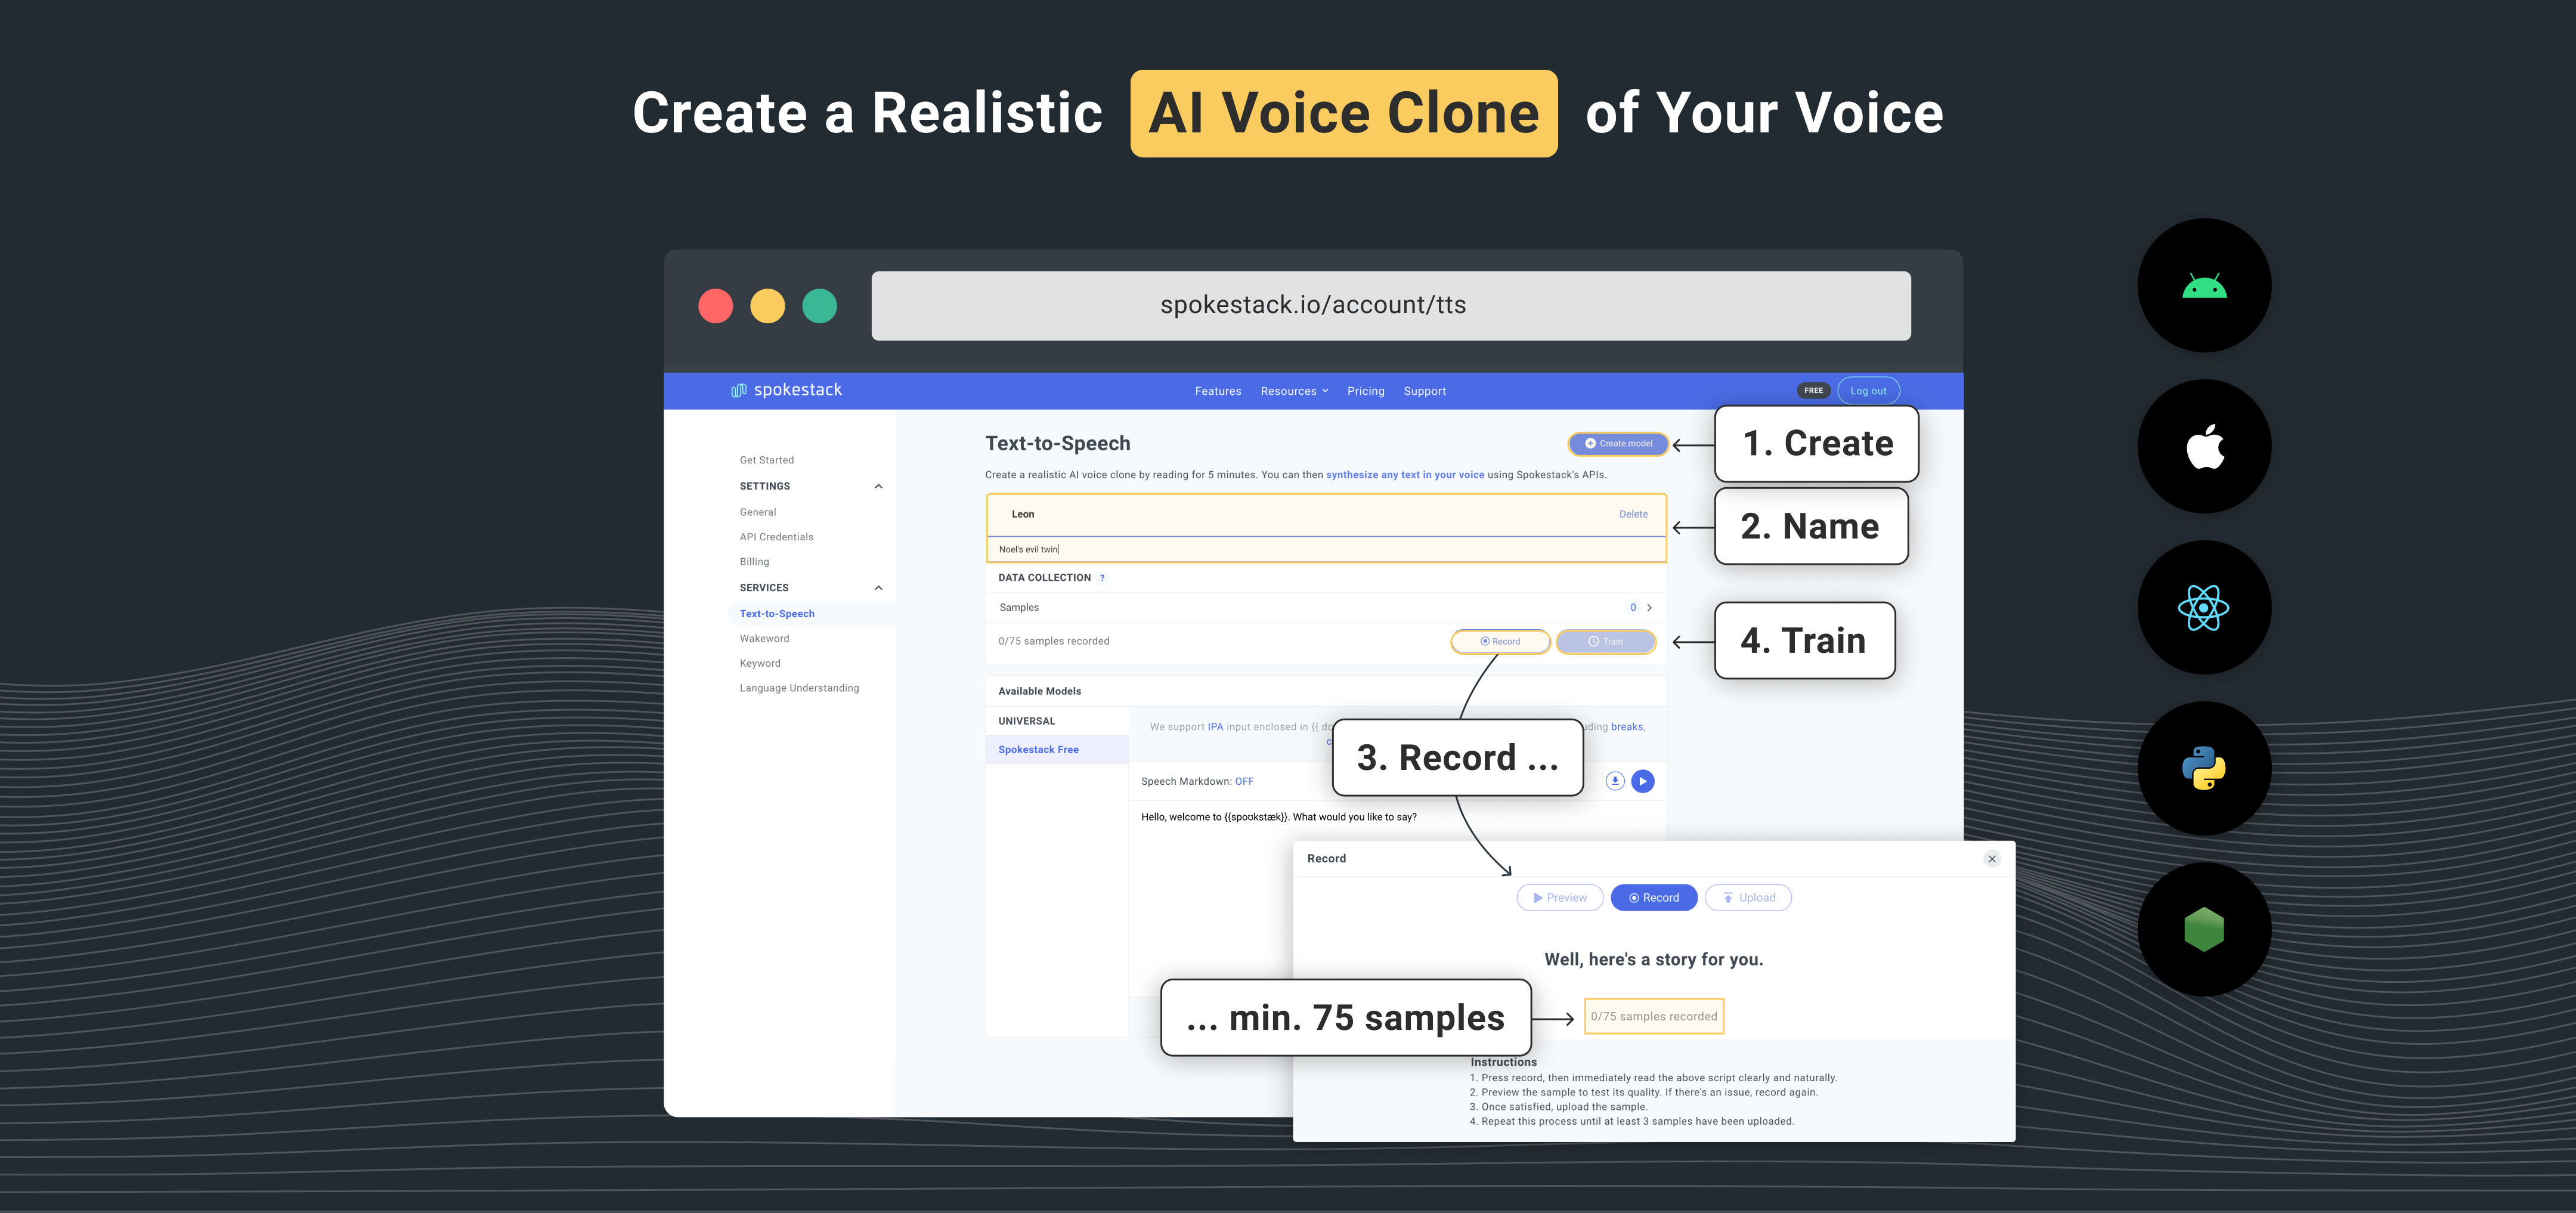 Create a Realistic AI Voice Clone of Your Voice
spokestack.io/account/tts
spokestack
Features Resources Pricing Support
FREE Log out
Get Started
SETTINGS
General
API Credentials
Billing
SERVICES
Text-to-Speech
Wakeword
Keyword
Language Understanding
Text-to-Speech
Create model
1. Create
Create a realistic AI voice clone by reading for 5 minutes. You can then synthesize any text in your voice using Spokestack's APIs.
Leon
Delete
2. Name
Noel's evil twin
DATA COLLECTION ?
Samples
0
0/75 samples recorded
Record
Train
4. Train
Available Models
UNIVERSAL
Spokestack Free
We support IPA input enclosed in {{ breaks,
3. Record ...
Speech Markdown: OFF
Hello, welcome to {{spoʊkstæk}}. What would you like to say?
Record
Preview
Record
Upload
Well, here's a story for you.
... min. 75 samples
0/75 samples recorded
Instructions
1. Press record, then immediately read the above script clearly and naturally.
2. Preview the sample to test its quality. If there's an issue, record again.
3. Once satisfied, upload the sample.
4. Repeat this process until at least 3 samples have been uploaded.